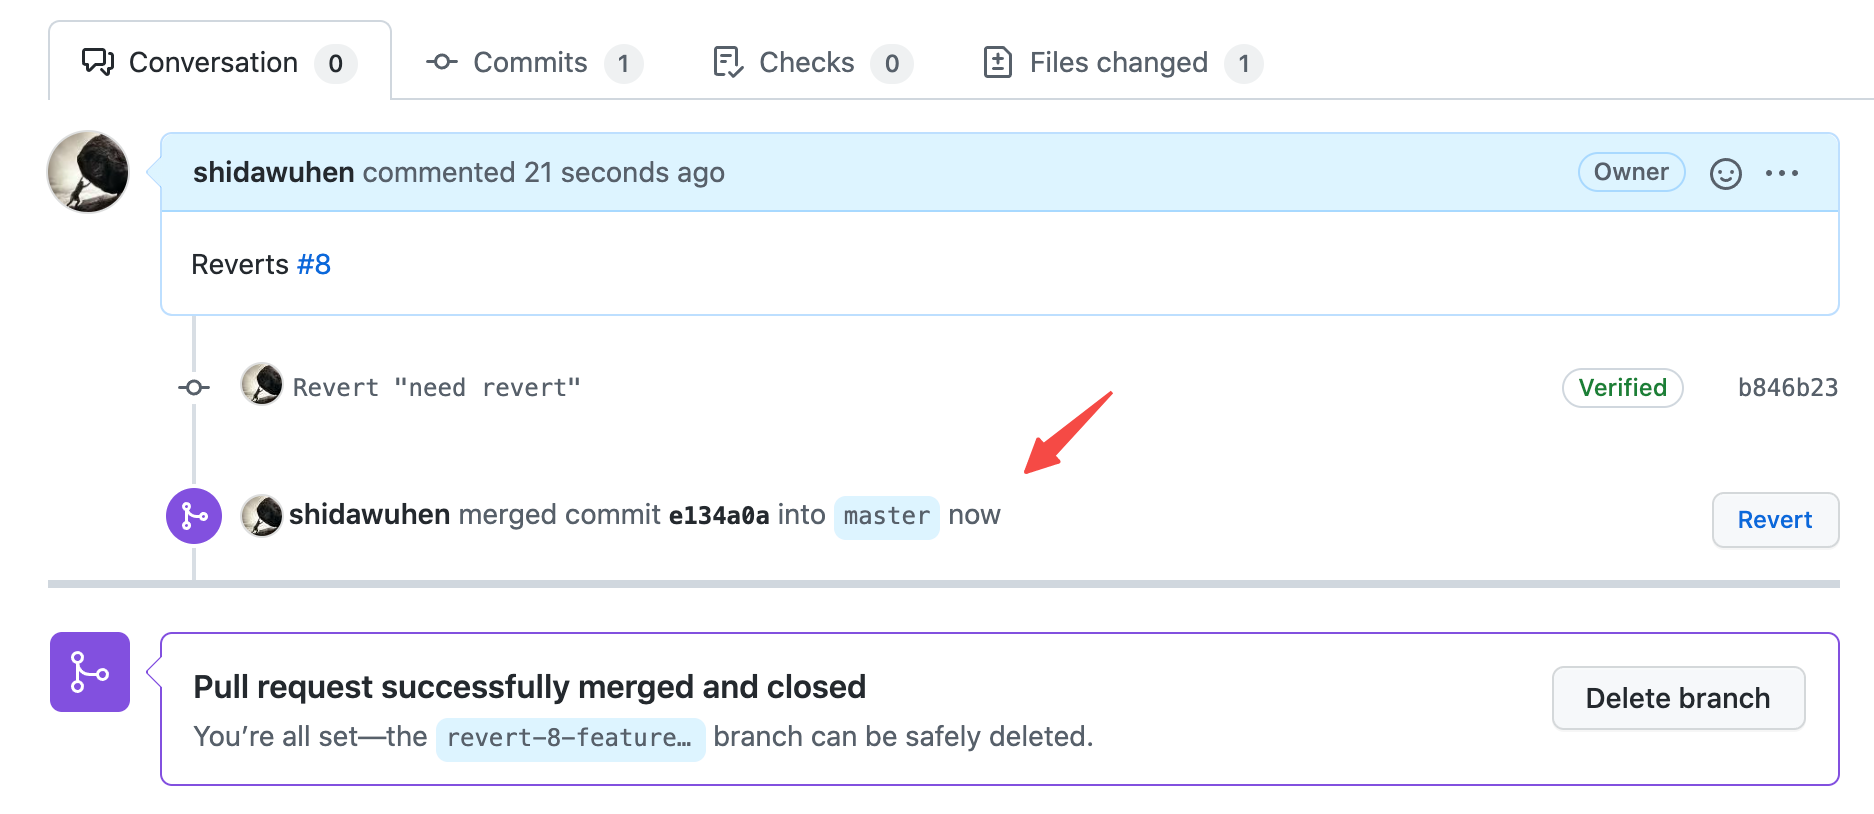 Conversation 0 Commits 1 Checks 0 Files changed 1
shidawuhen commented 21 seconds ago Owner
Reverts #8
Revert "need revert" Verified b846b23
shidawuhen merged commit e134a0a into master now Revert
Pull request successfully merged and closed
You’re all set—the revert-8-feature… branch can be safely deleted.
Delete branch